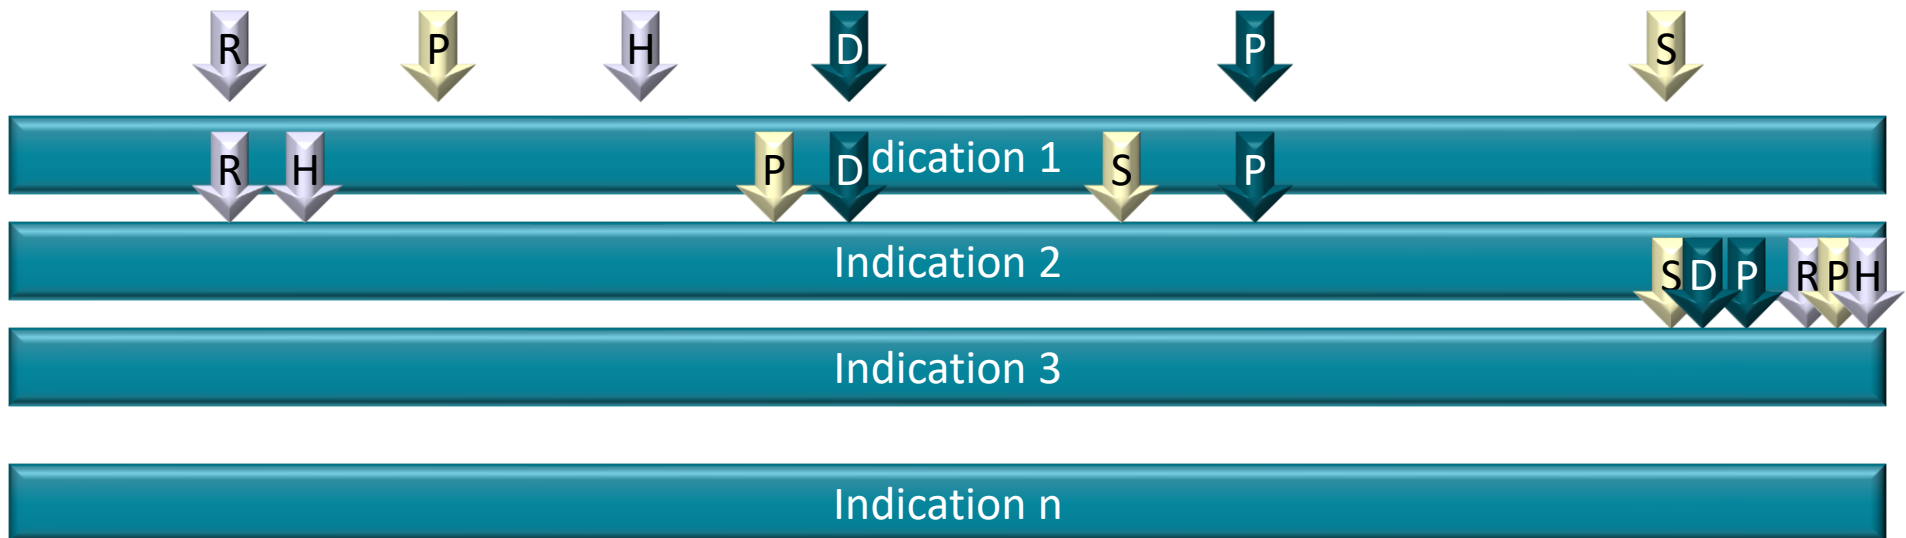 R P H D P S
R H P D dication 1 S P
Indication 2
S D P R P H
Indication 3
Indication n